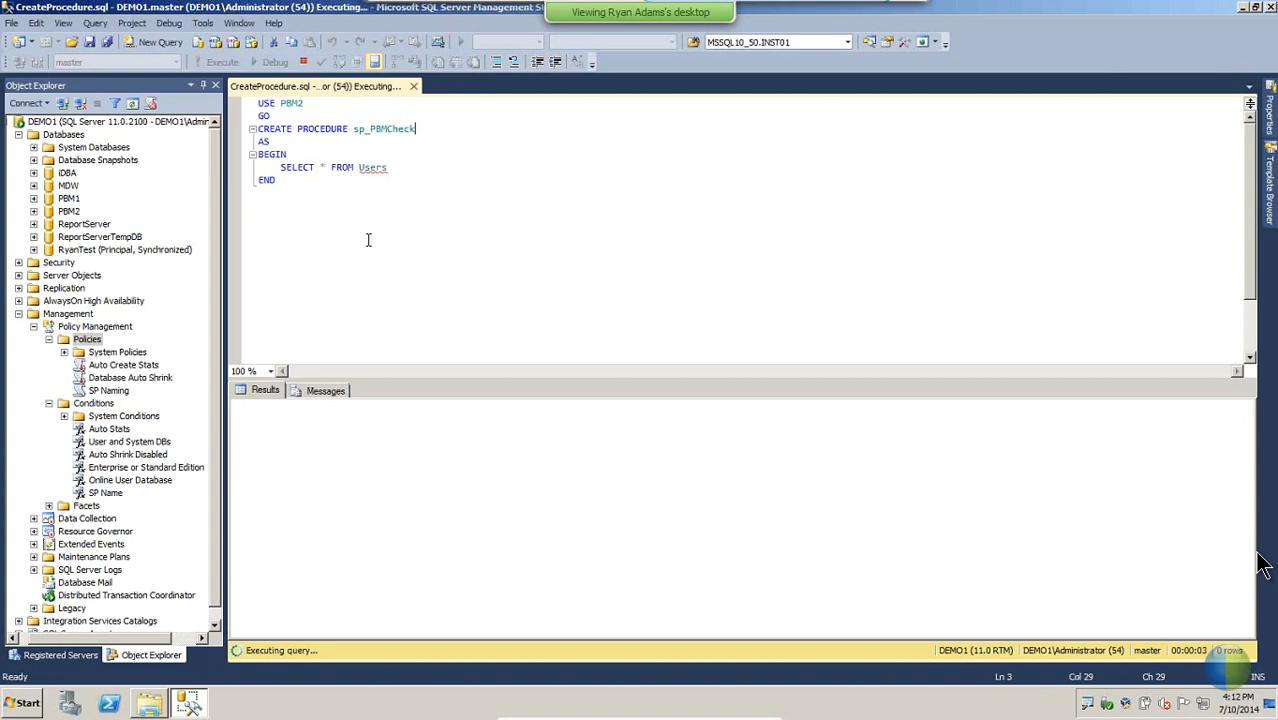 CreateProcedure.sql - DEMO1.master (DEMO1\Administrator (54)) Executing... - Microsoft SQL Server Management St
Viewing Ryan Adams's desktop
File Edit View Query Project Debug Tools Window Help
New Query
MSSQL10_50.INST01
master
Execute
Debug
Object Explorer
CreateProcedure.sql -...or (54)) Executing...
Connect
DEMO1 (SQL Server 11.0.2100 - DEMO1\Admir
Databases
System Databases
Database Snapshots
iDBA
MDW
PBM1
PBM2
ReportServer
ReportServerTempDB
RyanTest (Principal, Synchronized)
Security
Server Objects
Replication
AlwaysOn High Availability
Management
Policy Management
Policies
System Policies
Auto Create Stats
Database Auto Shrink
SP Naming
Conditions
System Conditions
Auto Stats
User and System DBs
Auto Shrink Disabled
Enterprise or Standard Edition
Online User Database
SP Name
Facets
Data Collection
Resource Governor
Extended Events
Maintenance Plans
SQL Server Logs
Database Mail
Distributed Transaction Coordinator
Legacy
Integration Services Catalogs
Registered Servers
Object Explorer
USE PBM2
GO
CREATE PROCEDURE sp_PBMCheck
AS
BEGIN
SELECT * FROM Users
END
100 %
Results
Messages
Properties
Template Browser
Executing query...
DEMO1 (11.0 RTM)
DEMO1\Administrator (54)
master
00:00:03
0 rows
Ready
Ln 3
Col 29
Ch 29
INS
Start
4:12 PM
7/10/2014